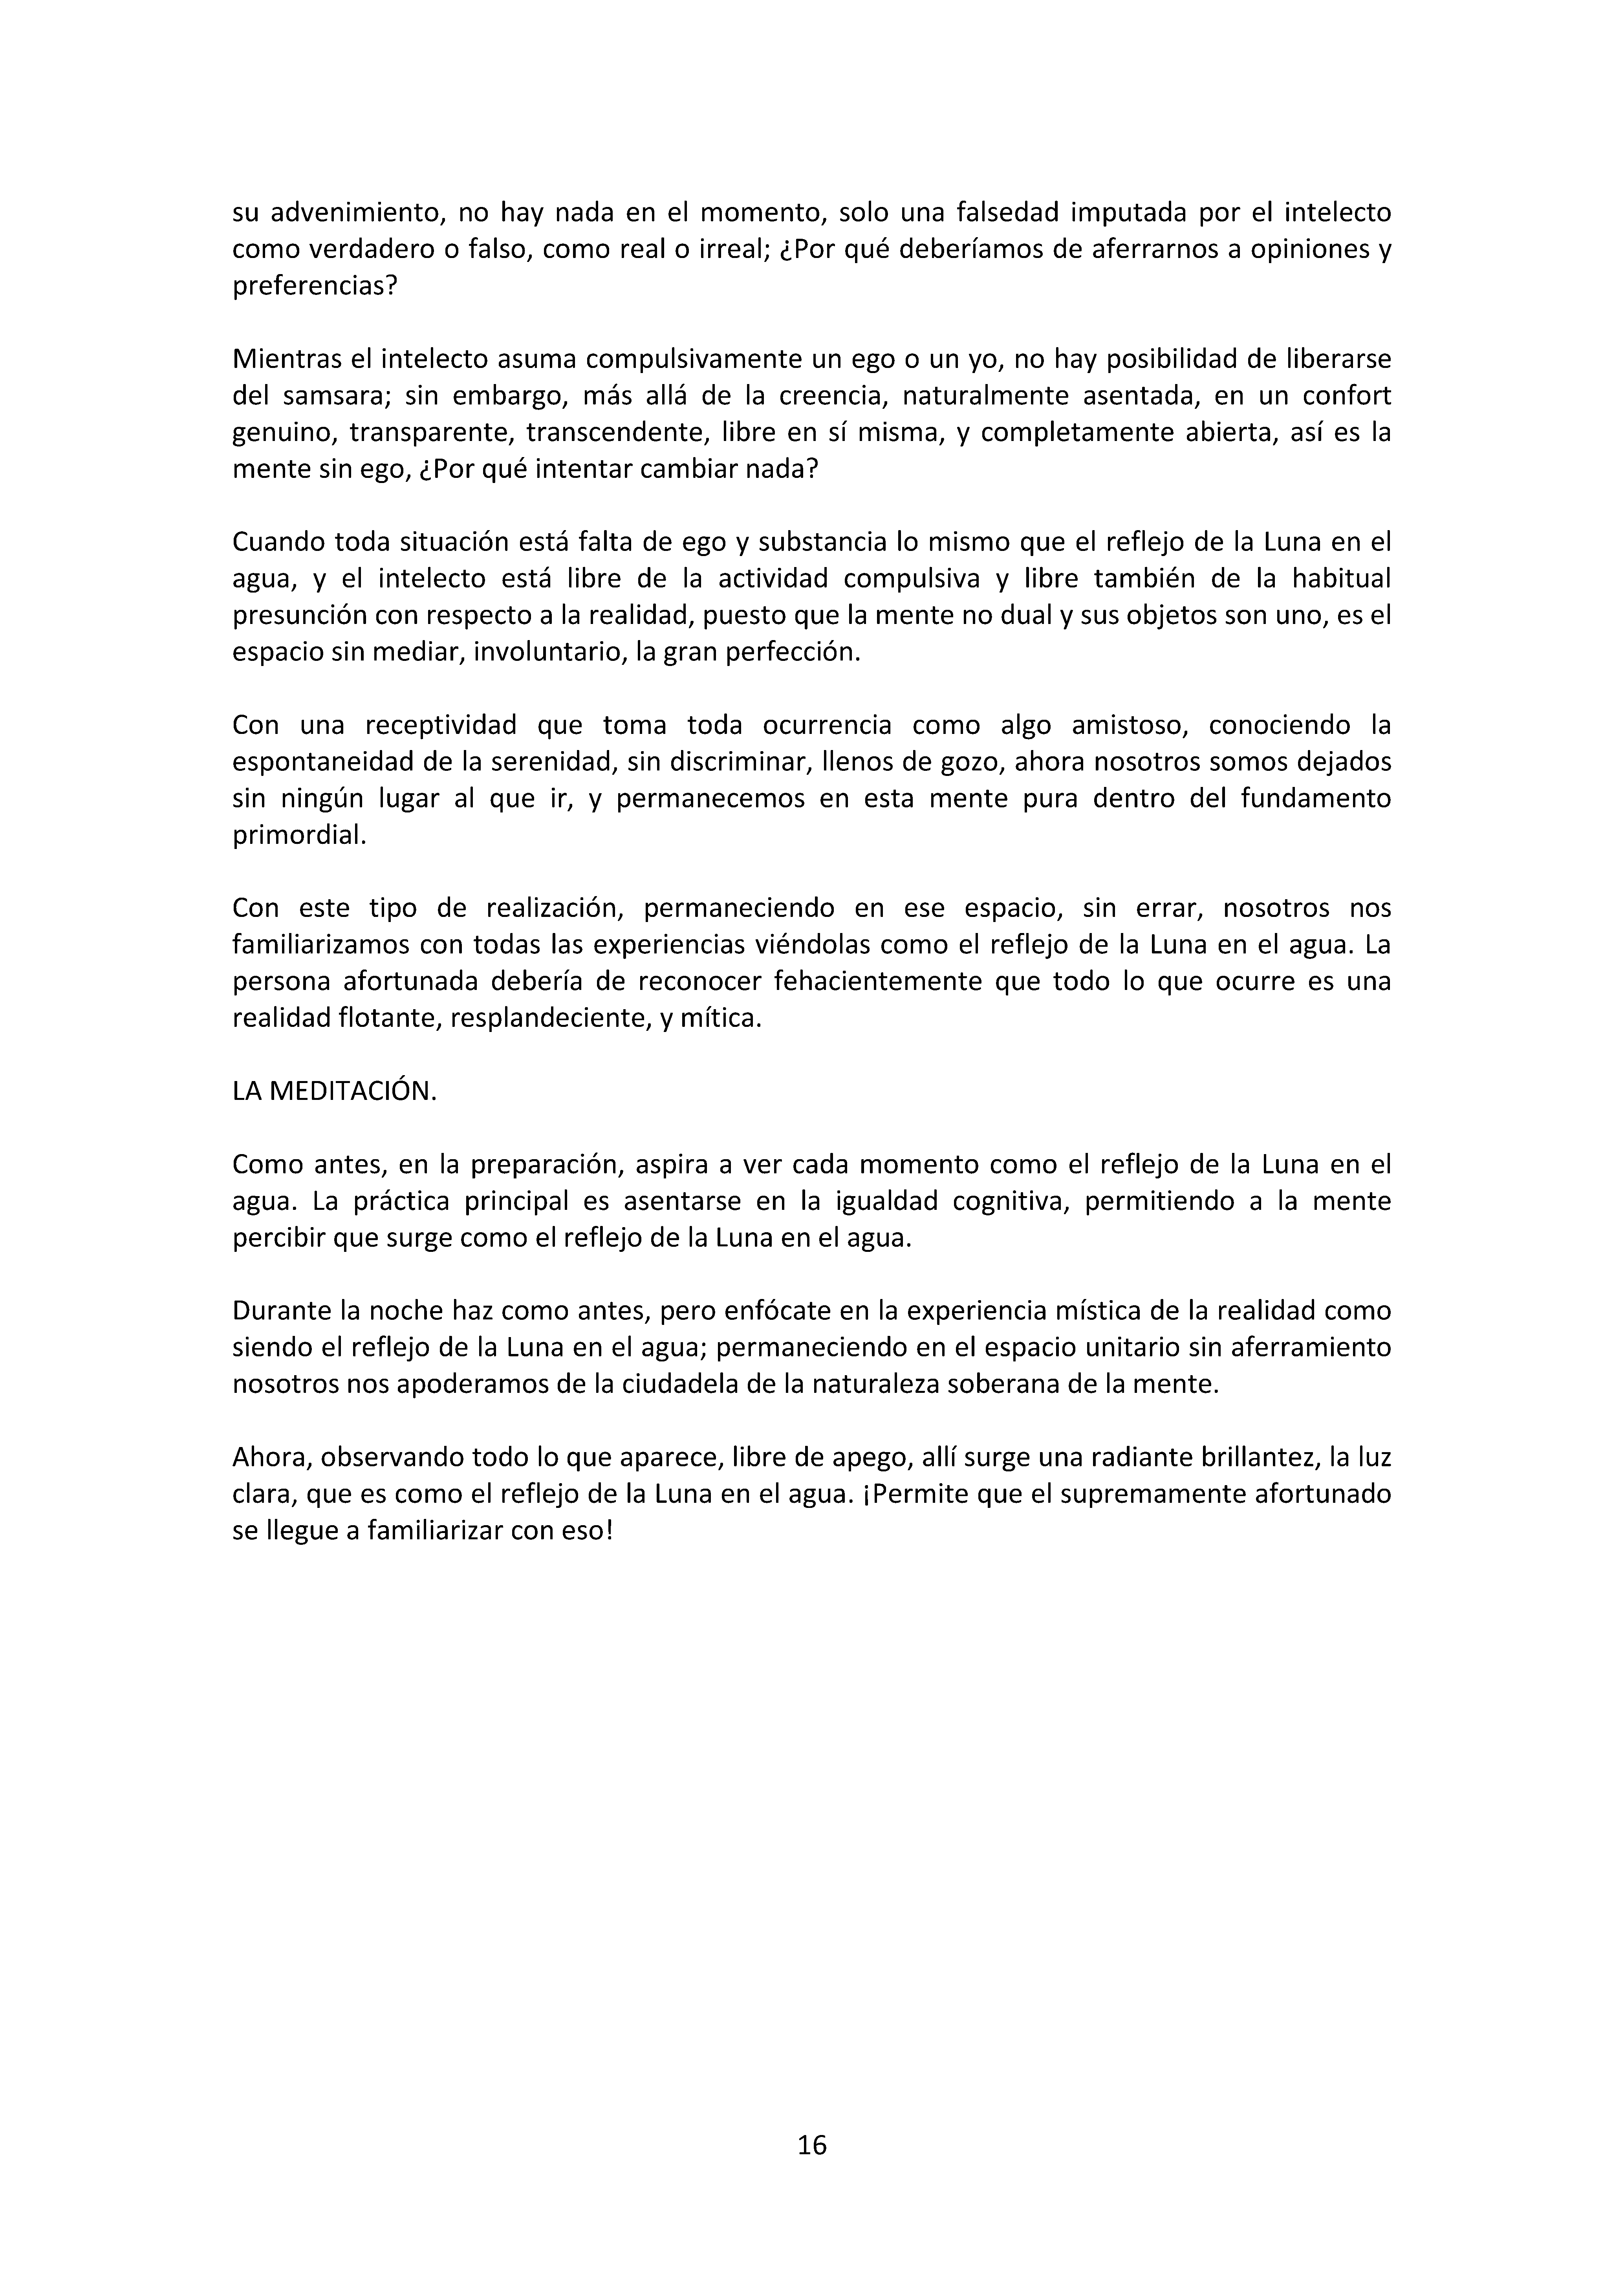 su advenimiento, no hay nada en el momento, solo una falsedad imputada por el intelecto
como verdadero o falso, como real o irreal; ¿Por qué deberíamos de aferrarnos a opiniones y
preferencias?
Mientras el intelecto asuma compulsivamente un ego o un yo, no hay posibilidad de liberarse
del samsara; sin embargo, más allá de la creencia, naturalmente asentada, en un confort
genuino, transparente, transcendente, libre en sí misma, y completamente abierta, así es la
mente sin ego, ¿Por qué intentar cambiar nada?
Cuando toda situación está falta de ego y substancia lo mismo que el reflejo de la Luna en el
agua, y el intelecto está libre de la actividad compulsiva y libre también de la habitual
presunción con respecto a la realidad, puesto que la mente no dual y sus objetos son uno, es el
espacio sin mediar, involuntario, la gran perfección.
Con una receptividad que toma toda ocurrencia como algo amistoso, conociendo la
espontaneidad de la serenidad, sin discriminar, llenos de gozo, ahora nosotros somos dejados
sin ningún lugar al que ir, y permanecemos en esta mente pura dentro del fundamento
primordial.
Con este tipo de realización, permaneciendo en ese espacio, sin errar, nosotros nos
familiarizamos con todas las experiencias viéndolas como el reflejo de la Luna en el agua. La
persona afortunada debería de reconocer fehacientemente que todo lo que ocurre es una
realidad flotante, resplandeciente, y mítica.
LA MEDITACIÓN.
Como antes, en la preparación, aspira a ver cada momento como el reflejo de la Luna en el
agua. La práctica principal es asentarse en la igualdad cognitiva, permitiendo a la mente
percibir que surge como el reflejo de la Luna en el agua.
Durante la noche haz como antes, pero enfócate en la experiencia mística de la realidad como
siendo el reflejo de la Luna en el agua; permaneciendo en el espacio unitario sin aferramiento
nosotros nos apoderamos de la ciudadela de la naturaleza soberana de la mente.
Ahora, observando todo lo que aparece, libre de apego, allí surge una radiante brillantez, la luz
clara, que es como el reflejo de la Luna en el agua. ¡Permite que el supremamente afortunado
se llegue a familiarizar con eso!
16